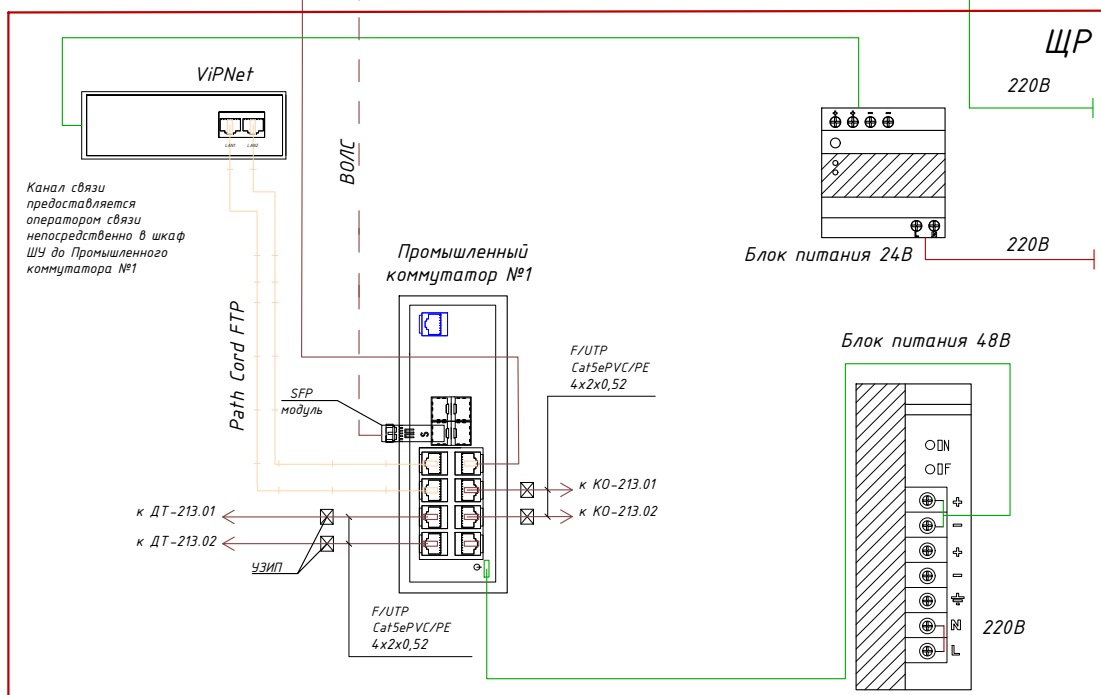 ЩР
ViPNet
220В
LAN1 LAN2
ВОЛС
Канал связи
предоставляется
оператором связи
непосредственно в шкаф
ШУ до Промышленного
коммутатора №1
L N
Блок питания 24В
220В
Промышленный
коммутатор №1
Path Cord FTP
F/UTP
Cat5ePVC/PE
4x2x0,52
Блок питания 48В
SFP
модуль
S
ON
OF
к КО-213.01
+
к ДТ-213.01
к КО-213.02
-
к ДТ-213.02
+
УЗИП
-
F/UTP
Cat5ePVC/PE
4x2x0,52
N
220В
L